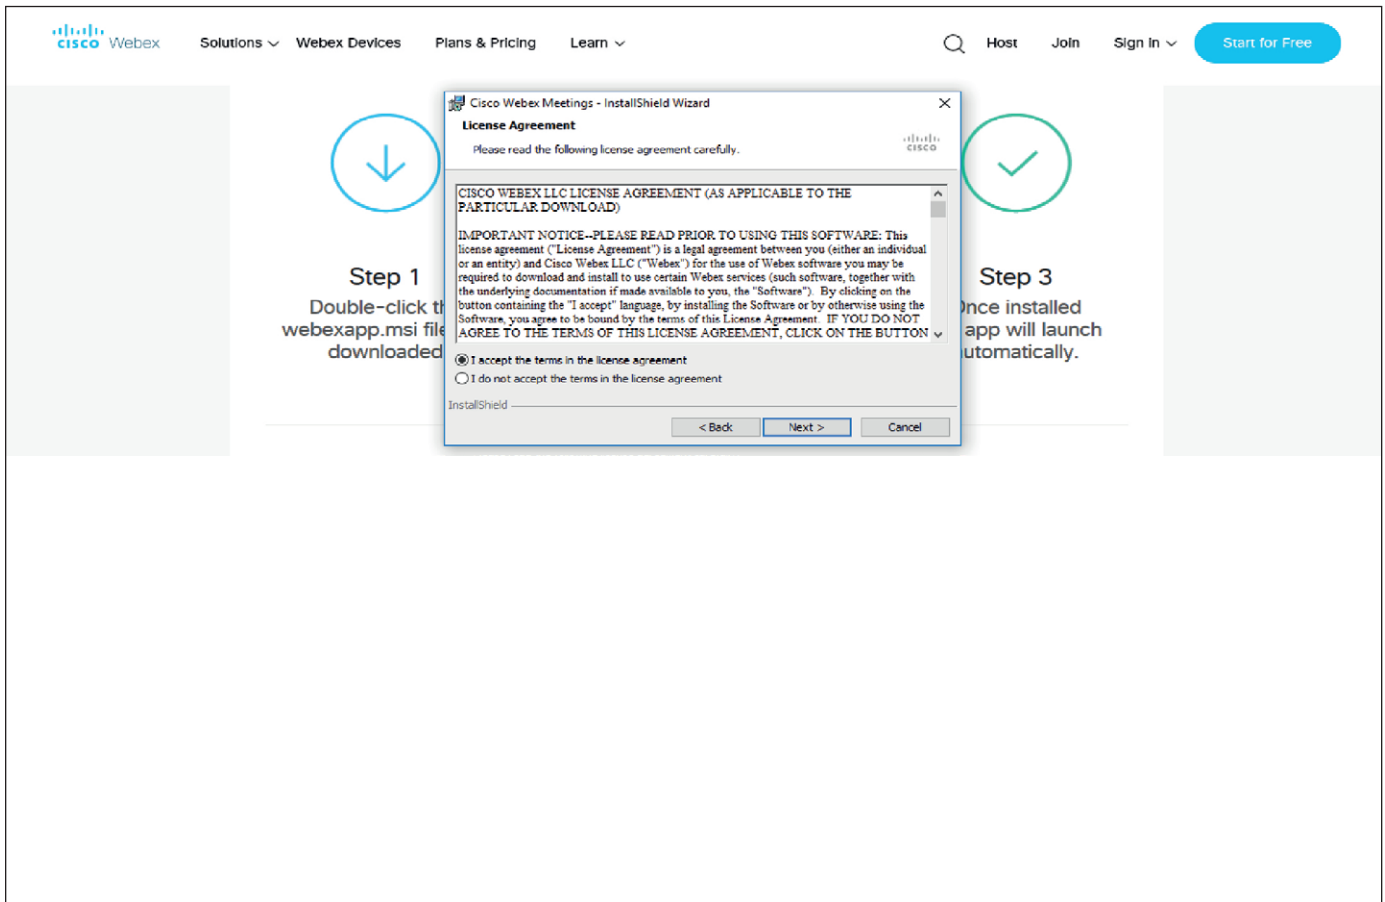 CISCO Webex Solutions Webex Devices Plans & Pricing Learn Host Join Sign In Start for Free
Cisco Webex Meetings - InstallShield Wizard
License Agreement
Please read the following license agreement carefully.
CISCO
CISCO WEBEX LLC LICENSE AGREEMENT (AS APPLICABLE TO THE
PARTICULAR DOWNLOAD)
IMPORTANT NOTICE--PLEASE READ PRIOR TO USING THIS SOFTWARE: This
license agreement ("License Agreement") is a legal agreement between you (either an individual
or an entity) and Cisco Webex LLC ("Webex") for the use of Webex software you may be
required to download and install to use certain Webex services (such software, together with
the underlying documentation if made available to you, the "Software"). By clicking on the
button containing the "I accept" language, by installing the Software or by otherwise using the
Software, you agree to be bound by the terms of this License Agreement. IF YOU DO NOT
AGREE TO THE TERMS OF THIS LICENSE AGREEMENT, CLICK ON THE BUTTON
I accept the terms in the license agreement
I do not accept the terms in the license agreement
InstallShield
< Back Next > Cancel
Step 1
Double-click th
webexapp.msi file
downloaded
Step 3
Once installed
app will launch
utomatically.